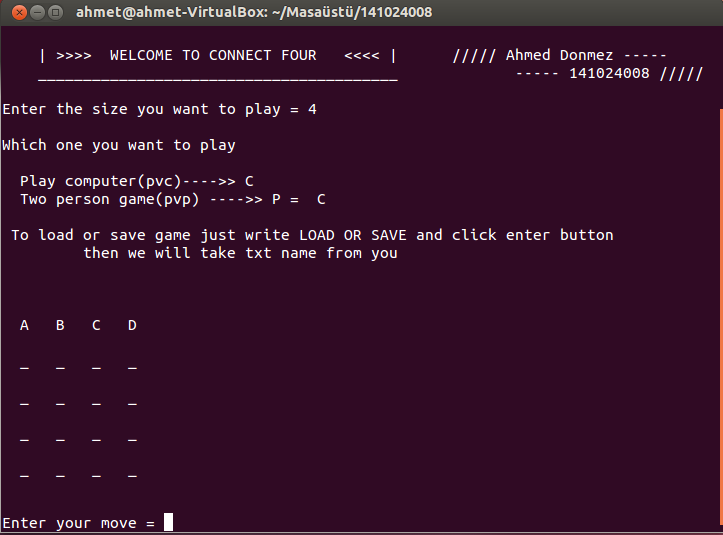 ahmet@ahmet-VirtualBox: ~/Masaüstü/141024008
| >>>> WELCOME TO CONNECT FOUR <<<< | ///// Ahmed Donmez -----
________________________________________ ----- 141024008 /////
Enter the size you want to play = 4
Which one you want to play
Play computer(pvc)---->> C
Two person game(pvp) ---->> P = C
To load or save game just write LOAD OR SAVE and click enter button
then we will take txt name from you
A B C D
_ _ _ _
_ _ _ _
_ _ _ _
_ _ _ _
Enter your move =